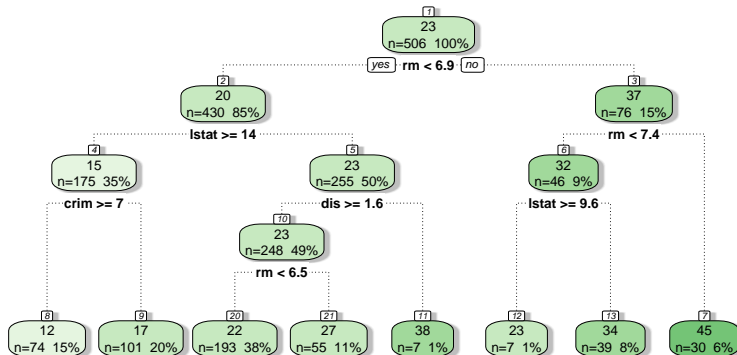 1
23
n=506 100%
yes rm < 6.9 no
2
20
n=430 85%
3
37
n=76 15%
lstat >= 14
rm < 7.4
4
15
n=175 35%
5
23
n=255 50%
6
32
n=46 9%
crim >= 7
dis >= 1.6
lstat >= 9.6
10
23
n=248 49%
rm < 6.5
8
12
n=74 15%
9
17
n=101 20%
20
22
n=193 38%
21
27
n=55 11%
11
38
n=7 1%
12
23
n=7 1%
13
34
n=39 8%
7
45
n=30 6%